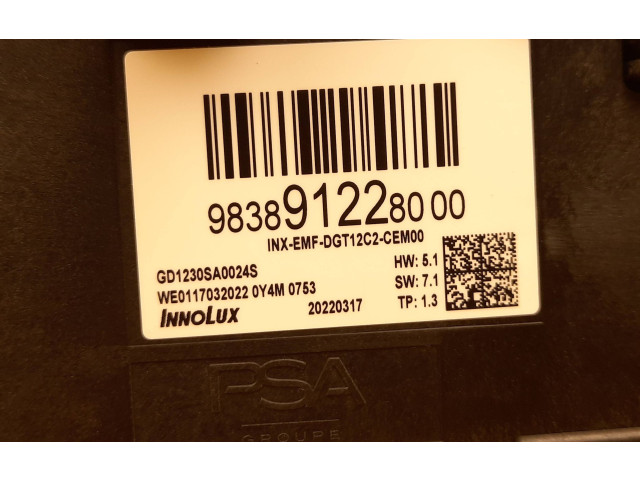 9838912280 00
INX-EMF-DGT12C2-CEM00
GD1230SA0024S
HW: 5.1
WE0117032022 0Y4M 0753
SW: 7.1
INNOLUX
20220317
TP: 1.3
PSA
GROUPE